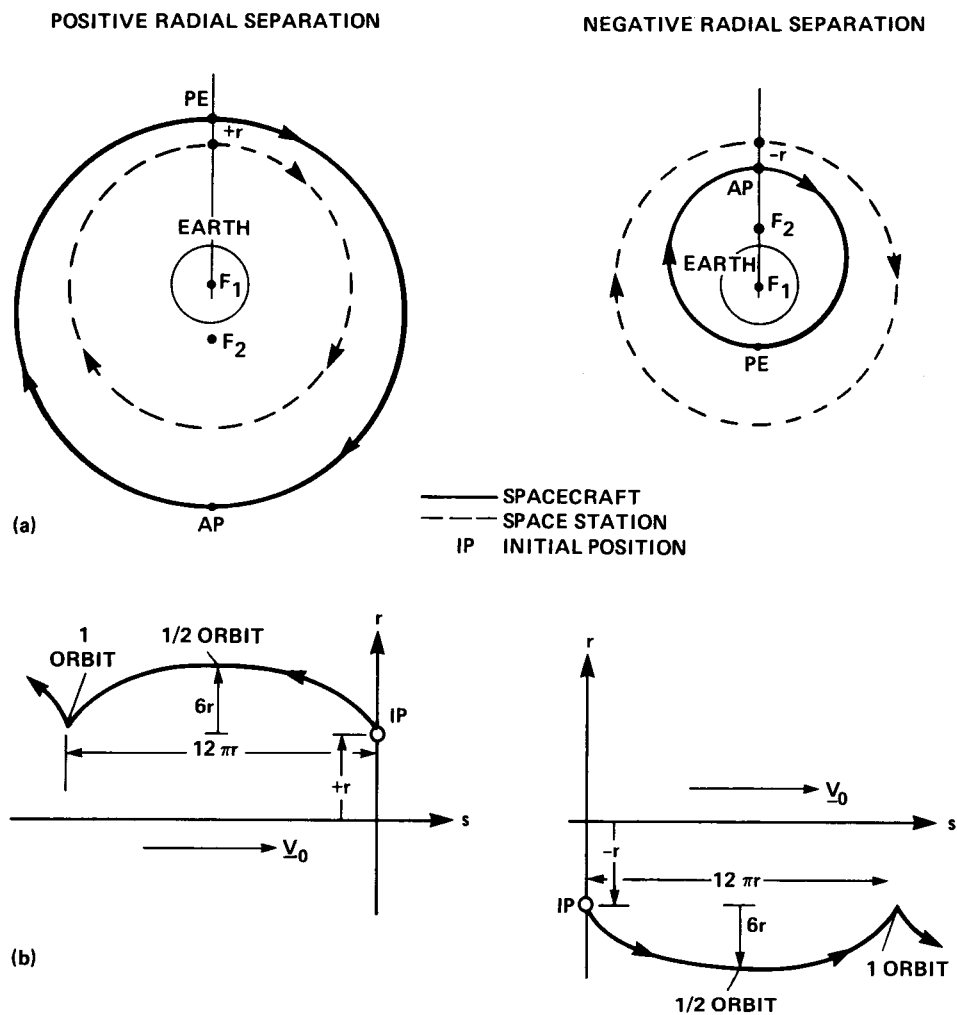 POSITIVE RADIAL SEPARATION
NEGATIVE RADIAL SEPARATION
PE
+r
EARTH
F1
F2
AP
(a)
-r
AP
F2
EARTH
F1
PE
SPACECRAFT
SPACE STATION
IP INITIAL POSITION
1
ORBIT
1/2 ORBIT
r
6r
IP
12 πr
+r
s
V0
(b)
r
V0
s
-r
12 πr
IP
6r
1 ORBIT
1/2 ORBIT